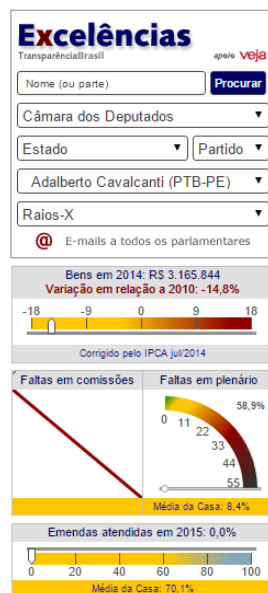 Excelências
TransparênciaBrasil apoio veja
Nome (ou parte) Procurar
Câmara dos Deputados
Estado Partido
Adalberto Cavalcanti (PTB-PE)
Raios-X
@ E-mails a todos os parlamentares
Bens em 2014: R$ 3.165.844
Variação em relação a 2010: -14,8%
-18 -9 0 9 18
Corrigido pelo IPCA jul/2014
Faltas em comissões Faltas em plenário
58,9%
0 11 22 33 44 55
Média da Casa: 8,4%
Emendas atendidas em 2015: 0,0%
0 20 40 60 80 100
Média da Casa: 70,1%